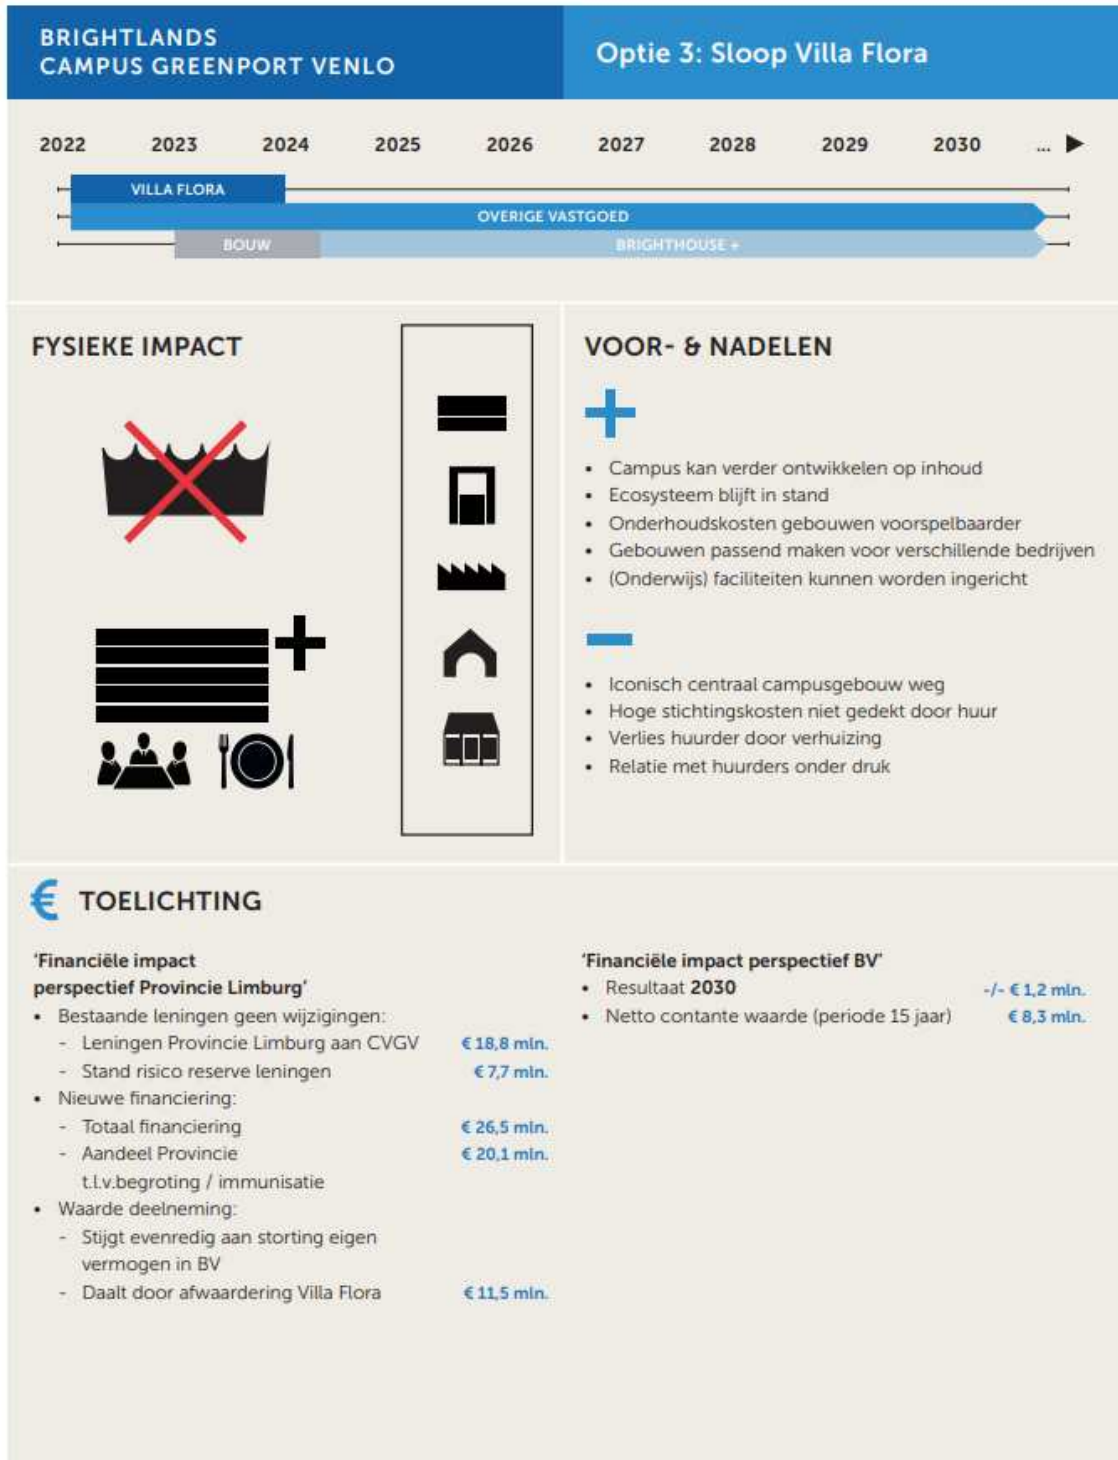 BRIGHTLANDS
CAMPUS GREENPORT VENLO
Optie 3: Sloop Villa Flora
2022 2023 2024 2025 2026 2027 2028 2029 2030 ...
VILLA FLORA
OVERIGE VASTGOED
BOUW BRIGHTHOUSE +
FYSIEKE IMPACT
VOOR- & NADELEN
• Campus kan verder ontwikkelen op inhoud
• Ecosysteem blijft in stand
• Onderhoudskosten gebouwen voorspelbaarder
• Gebouwen passend maken voor verschillende bedrijven
• (Onderwijs) faciliteiten kunnen worden ingericht
• Iconisch centraal campusgebouw weg
• Hoge stichtingskosten niet gedekt door huur
• Verlies huurder door verhuizing
• Relatie met huurders onder druk
€ TOELICHTING
'Financiële impact
perspectief Provincie Limburg'
• Bestaande leningen geen wijzigingen:
- Leningen Provincie Limburg aan CVGV € 18,8 mln.
- Stand risico reserve leningen € 7,7 mln.
• Nieuwe financiering:
- Totaal financiering € 26,5 mln.
- Aandeel Provincie € 20,1 mln.
t.l.v.begroting / immunisatie
• Waarde deelneming:
- Stijgt evenredig aan storting eigen
vermogen in BV
- Daalt door afwaardering Villa Flora € 11,5 mln.
'Financiële impact perspectief BV'
• Resultaat 2030 -/- € 1,2 mln.
• Netto contante waarde (periode 15 jaar) € 8,3 mln.